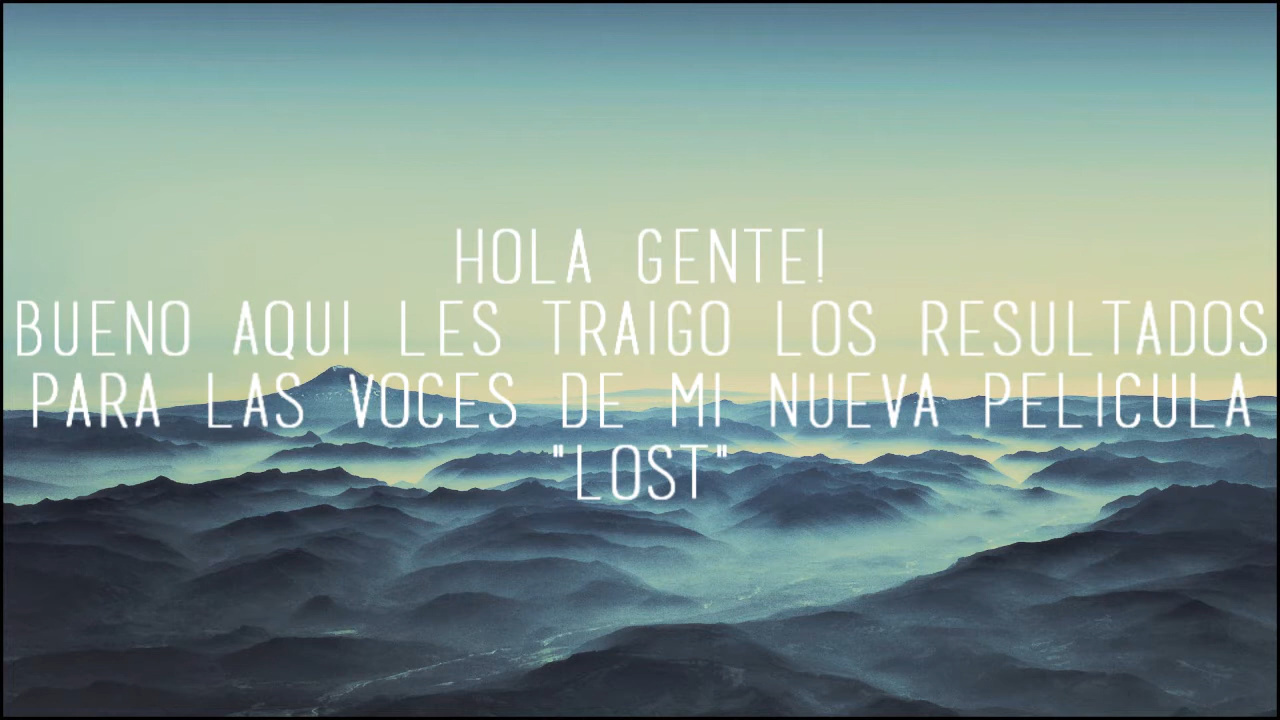 HOLA GENTE!
BUENO AQUI LES TRAIGO LOS RESULTADOS
PARA LAS VOCES DE MI NUEVA PELICULA
"LOST"